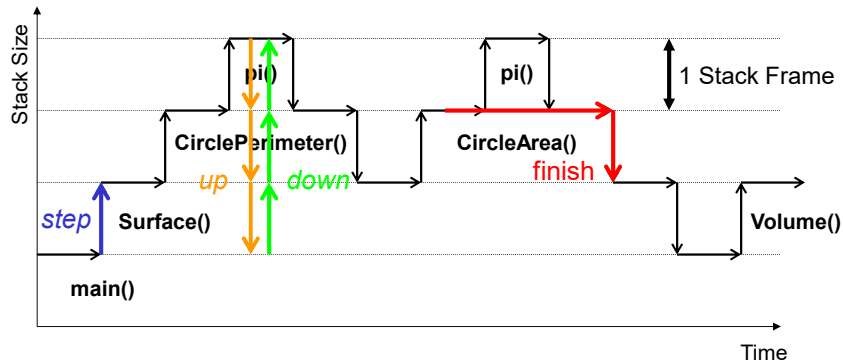 Stack Size
pi()
pi()
1 Stack Frame
CirclePerimeter()
CircleArea()
up
down
finish
step
Surface()
Volume()
main()
Time